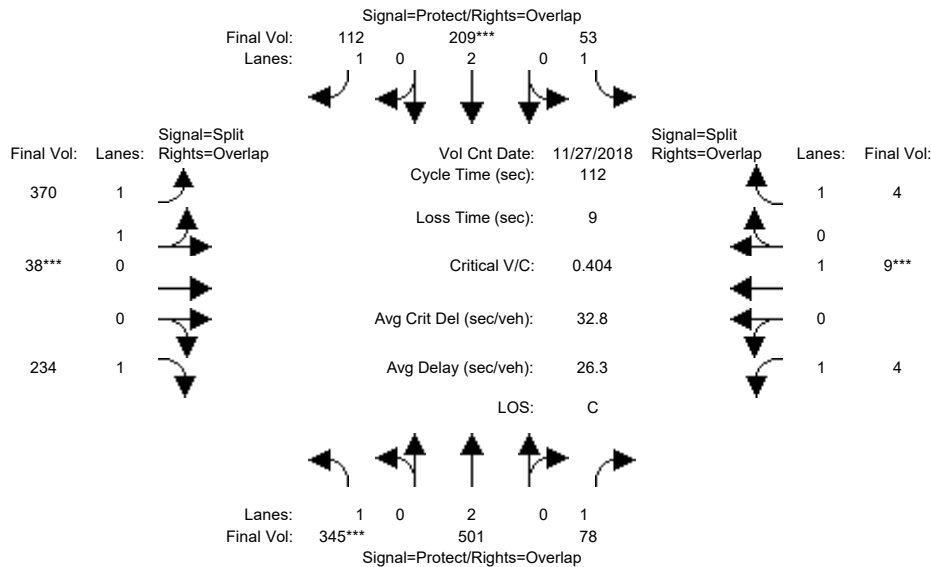 Signal=Protect/Rights=Overlap
Final Vol: 112 209*** 53
Lanes: 1 0 2 0 1
Signal=Split Signal=Split
Final Vol: Lanes: Rights=Overlap Vol Cnt Date: 11/27/2018 Rights=Overlap Lanes: Final Vol:
Cycle Time (sec): 112
370 1 1 4
Loss Time (sec): 9
1 0
38*** 0 Critical V/C: 0.404 1 9***
0 Avg Crit Del (sec/veh): 32.8 0
234 1 Avg Delay (sec/veh): 26.3 1 4
LOS: C
Lanes: 1 0 2 0 1
Final Vol: 345*** 501 78
Signal=Protect/Rights=Overlap